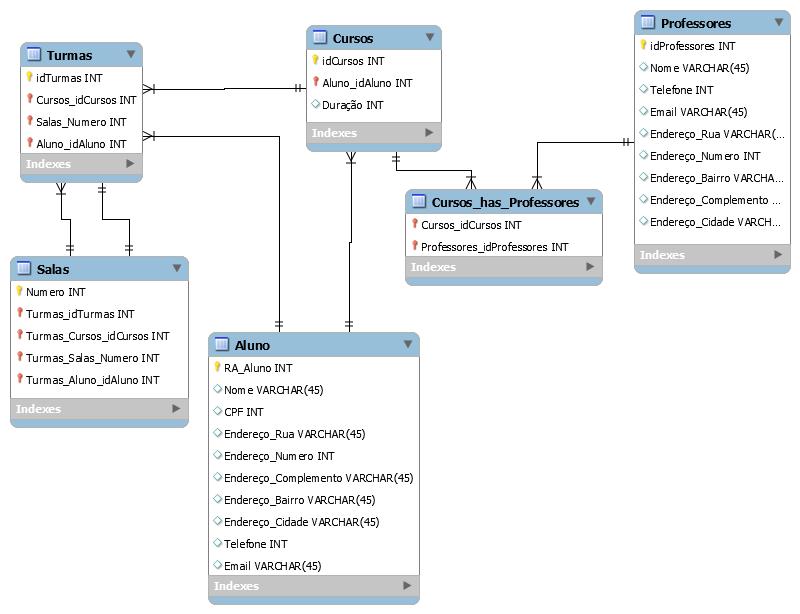 Turmas
idTurmas INT
Cursos_idCursos INT
Salas_Numero INT
Aluno_idAluno INT
Indexes
Cursos
idCursos INT
Aluno_idAluno INT
Duração INT
Indexes
Professores
idProfessores INT
Nome VARCHAR(45)
Telefone INT
Email VARCHAR(45)
Endereço_Rua VARCHAR(...
Endereço_Numero INT
Endereço_Bairro VARCHA...
Endereço_Complemento ...
Endereço_Cidade VARCH...
Indexes
Cursos_has_Professores
Cursos_idCursos INT
Professores_idProfessores INT
Indexes
Salas
Numero INT
Turmas_idTurmas INT
Turmas_Cursos_idCursos INT
Turmas_Salas_Numero INT
Turmas_Aluno_idAluno INT
Indexes
Aluno
RA_Aluno INT
Nome VARCHAR(45)
CPF INT
Endereço_Rua VARCHAR(45)
Endereço_Numero INT
Endereço_Complemento VARCHAR(45)
Endereço_Bairro VARCHAR(45)
Endereço_Cidade VARCHAR(45)
Telefone INT
Email VARCHAR(45)
Indexes